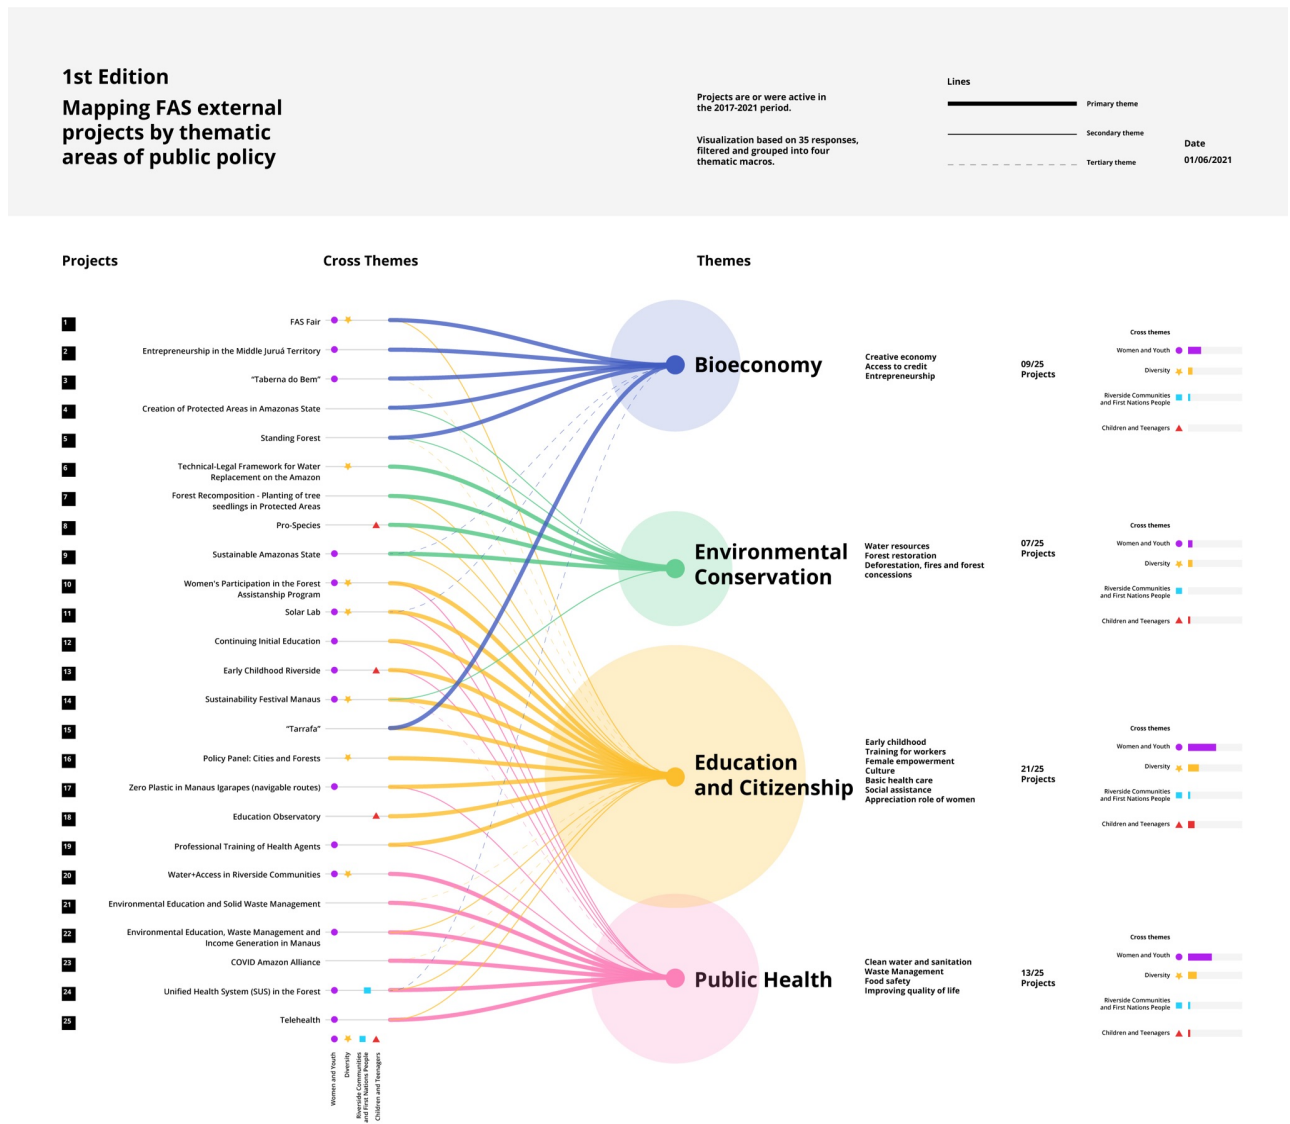 1st Edition
Mapping FAS external
projects by thematic
areas of public policy
Projects are or were active in
the 2017-2021 period.
Visualization based on 35 responses,
filtered and grouped into four
thematic macros.
Lines
Primary theme
Secondary theme
Tertiary theme
Date
01/06/2021
Projects
Cross Themes
Themes
1
FAS Fair
2
Entrepreneurship in the Middle Juruá Territory
3
"Taberna do Bem"
4
Creation of Protected Areas in Amazonas State
5
Standing Forest
6
Technical-Legal Framework for Water
Replacement on the Amazon
7
Forest Recomposition - Planting of tree
seedlings in Protected Areas
8
Pro-Species
9
Sustainable Amazonas State
10
Women's Participation in the Forest
Assistanship Program
11
Solar Lab
12
Continuing Initial Education
13
Early Childhood Riverside
14
Sustainability Festival Manaus
15
"Tarrafa"
16
Policy Panel: Cities and Forests
17
Zero Plastic in Manaus Igarapes (navigable routes)
18
Education Observatory
19
Professional Training of Health Agents
20
Water+Access in Riverside Communities
21
Environmental Education and Solid Waste Management
22
Environmental Education, Waste Management and
Income Generation in Manaus
23
COVID Amazon Alliance
24
Unified Health System (SUS) in the Forest
25
Telehealth
Women and Youth
Diversity
Riverside Communities
and First Nations People
Children and Teenagers
Bioeconomy
Creative economy
Access to credit
Entrepreneurship
09/25
Projects
Cross themes
Women and Youth
Diversity
Riverside Communities
and First Nations People
Children and Teenagers
Environmental
Conservation
Water resources
Forest restoration
Deforestation, fires and forest
concessions
07/25
Projects
Cross themes
Women and Youth
Diversity
Riverside Communities
and First Nations People
Children and Teenagers
Education
and Citizenship
Early childhood
Training for workers
Female empowerment
Culture
Basic health care
Social assistance
Appreciation role of women
21/25
Projects
Cross themes
Women and Youth
Diversity
Riverside Communities
and First Nations People
Children and Teenagers
Public Health
Clean water and sanitation
Waste Management
Food safety
Improving quality of life
13/25
Projects
Cross themes
Women and Youth
Diversity
Riverside Communities
and First Nations People
Children and Teenagers